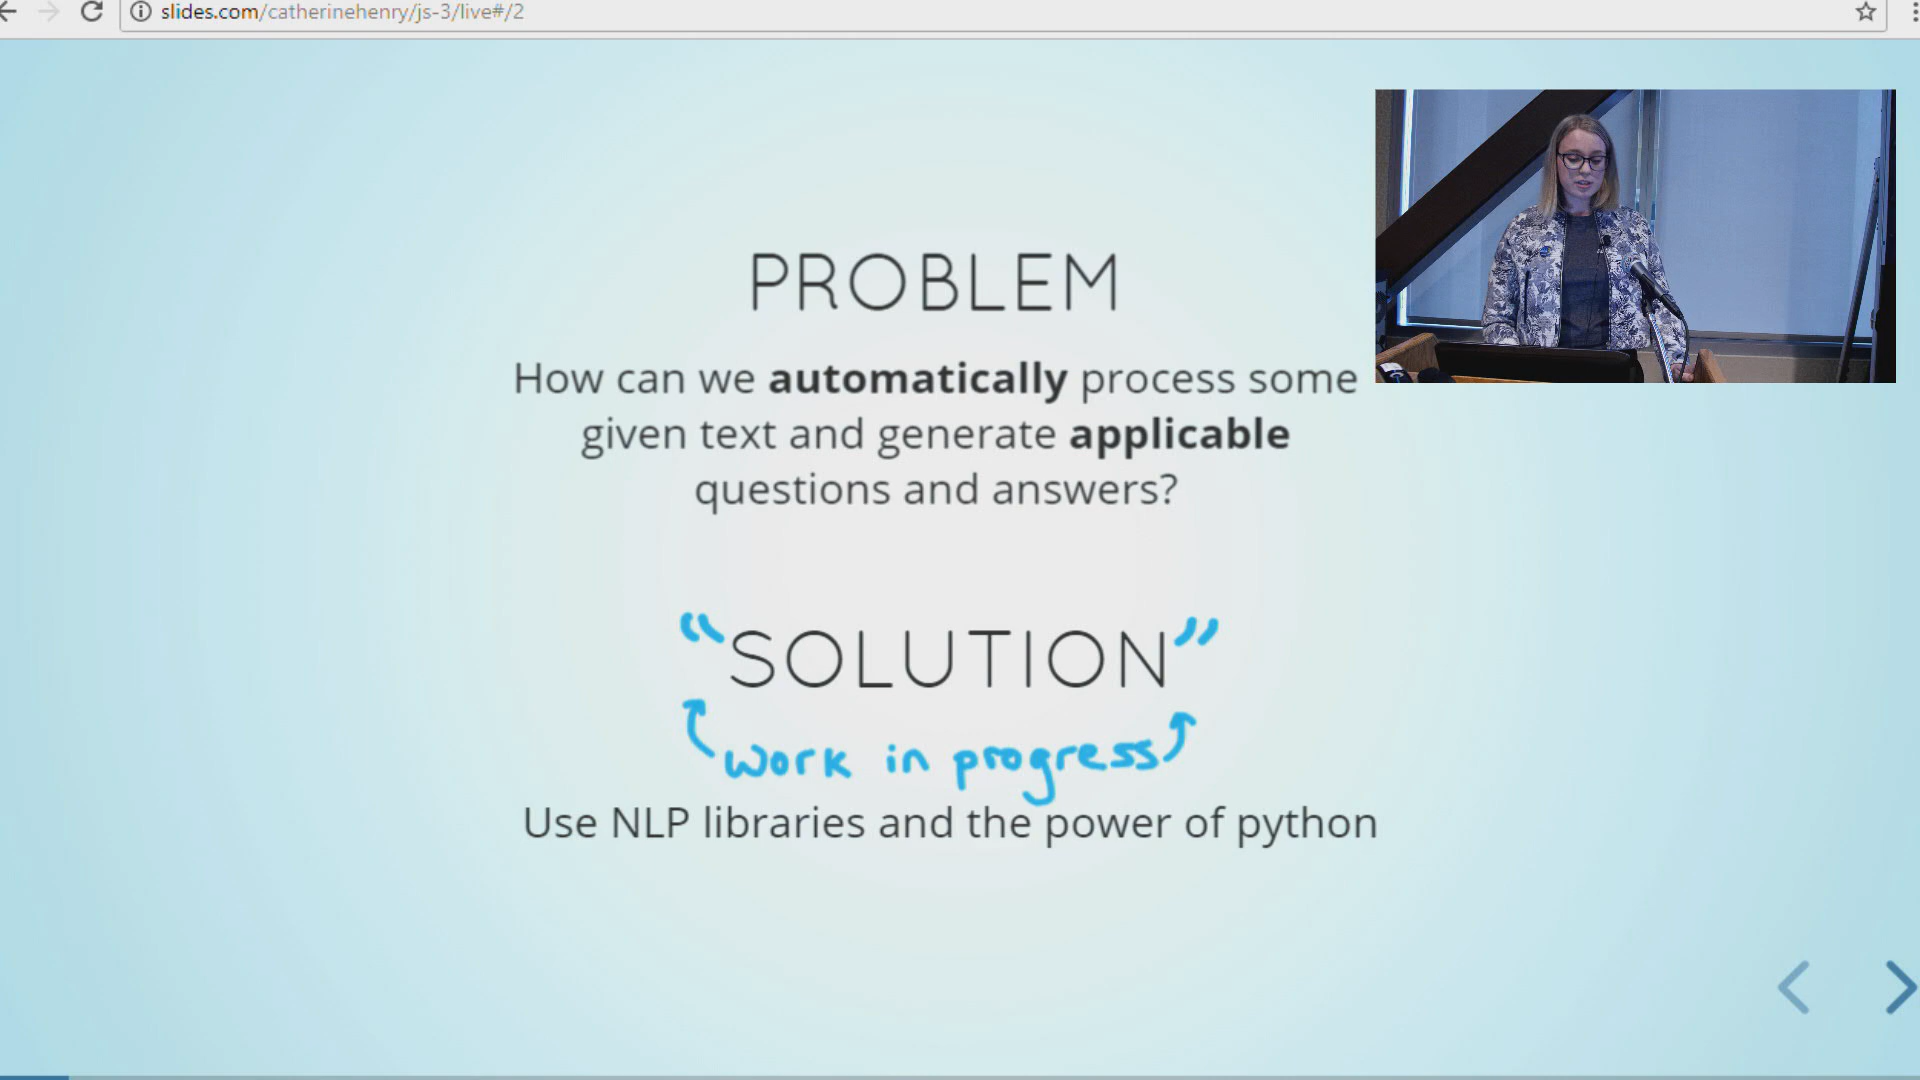 slides.com/catherinehenry/js-3/live#/2
PROBLEM
How can we automatically process some
given text and generate applicable
questions and answers?
“SOLUTION”
work in progress
Use NLP libraries and the power of python